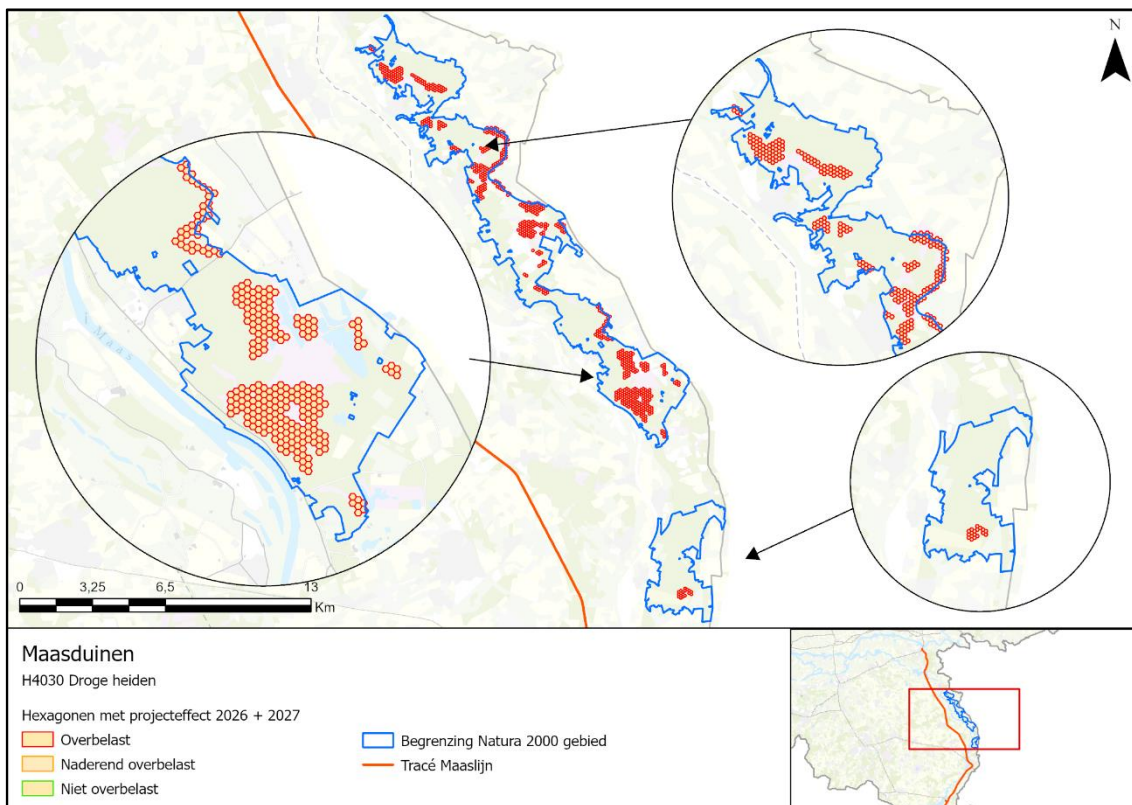 N
Maas
0 3,25 6,5 13
Km
Maasduinen
H4030 Droge heiden
Hexagonen met projecteffect 2026 + 2027
Overbelast
Naderend overbelast
Niet overbelast
Begrenzing Natura 2000 gebied
Tracé Maaslijn